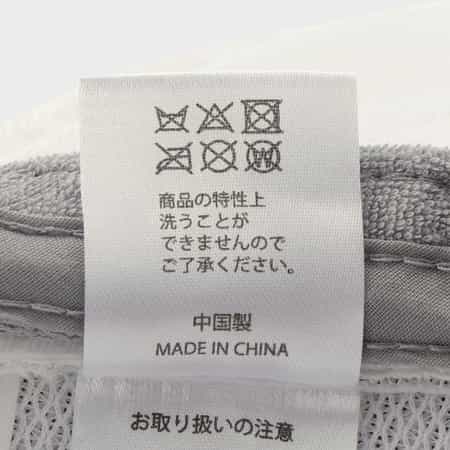 W
商品の特性上
洗うことが
できませんので
ご了承ください。
中国製
MADE IN CHINA
お取り扱いの注意